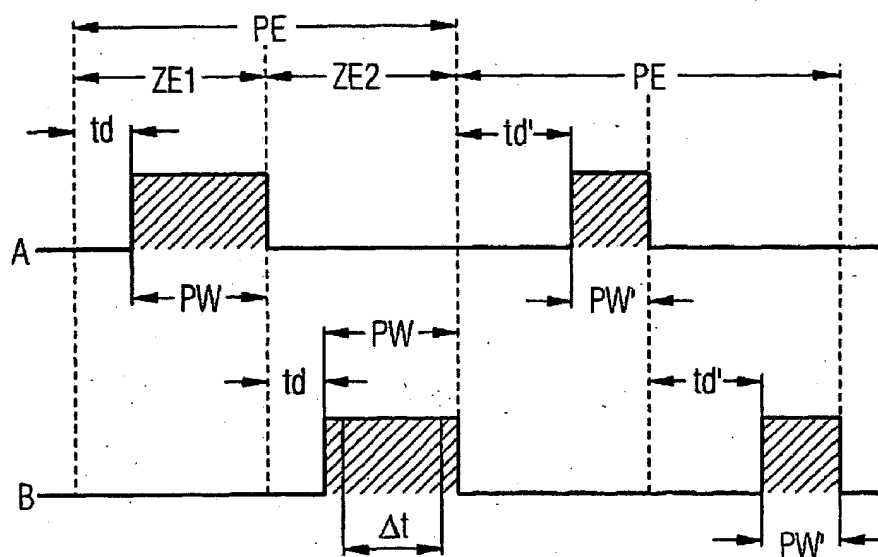 PE
ZE1 ZE2 PE
td td'
A
PW PW'
PW
td td'
B
Δt PW'